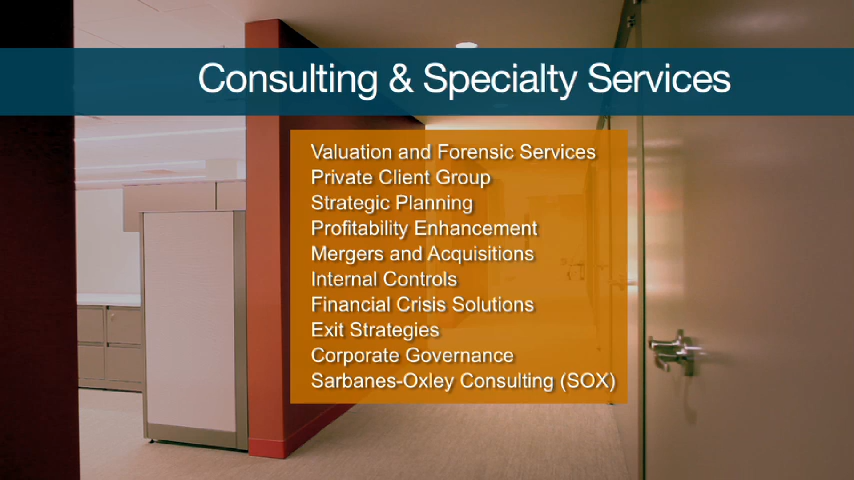 Consulting & Specialty Services
Valuation and Forensic Services
Private Client Group
Strategic Planning
Profitability Enhancement
Mergers and Acquisitions
Internal Controls
Financial Crisis Solutions
Exit Strategies
Corporate Governance
Sarbanes-Oxley Consulting (SOX)